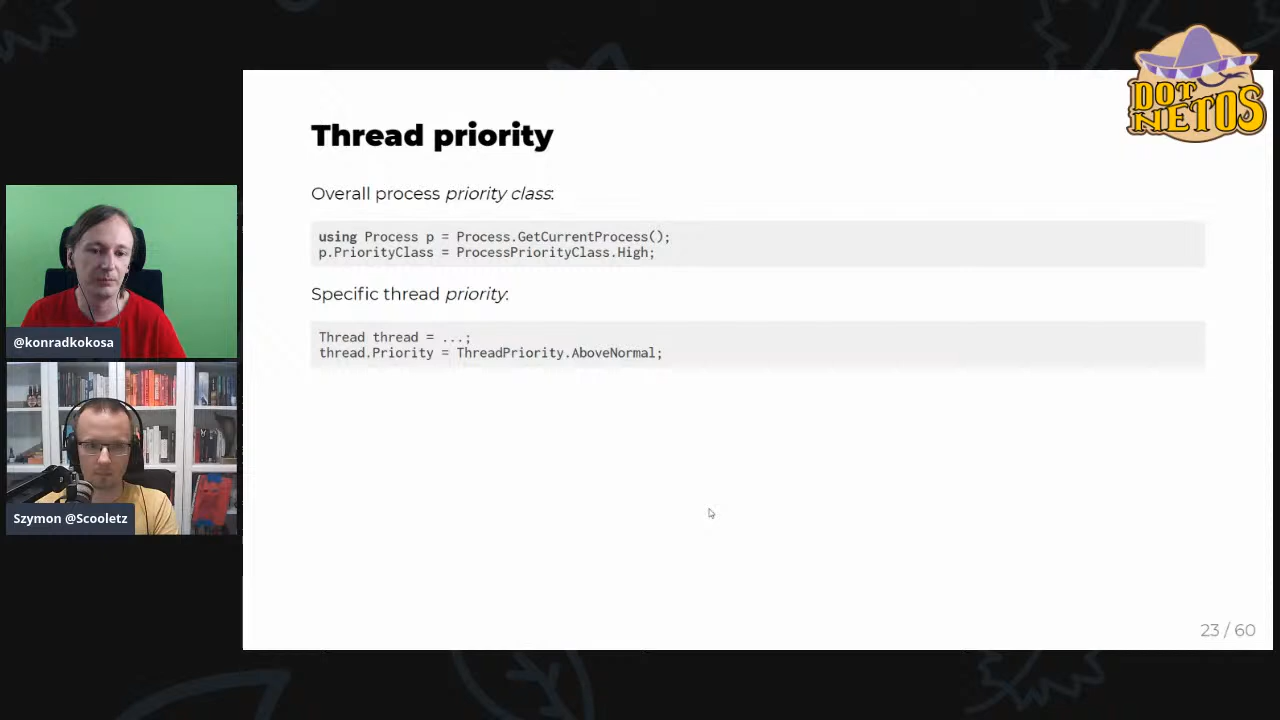 DOT
NETOS
Thread priority
Overall process priority class:
using Process p = Process.GetCurrentProcess();
p.PriorityClass = ProcessPriorityClass.High;
Specific thread priority:
Thread thread = ...;
thread.Priority = ThreadPriority.AboveNormal;
@konradkokosa
Szymon @Scooletz
23 / 60